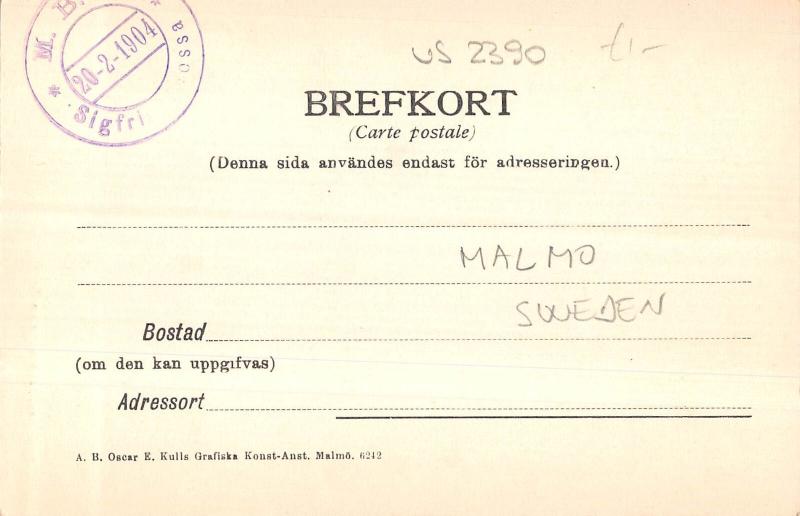 M. B.
20-2-1904
Sigfri
US 2390 £1-
BREFKORT
(Carte postale)
(Denna sida användes endast för adresseringen.)
MALMO
SWEDEN
Bostad
(om den kan uppgifvas)
Adressort
A. B. Oscar E. Kulls Grafiska Konst-Anst. Malmö. 6242